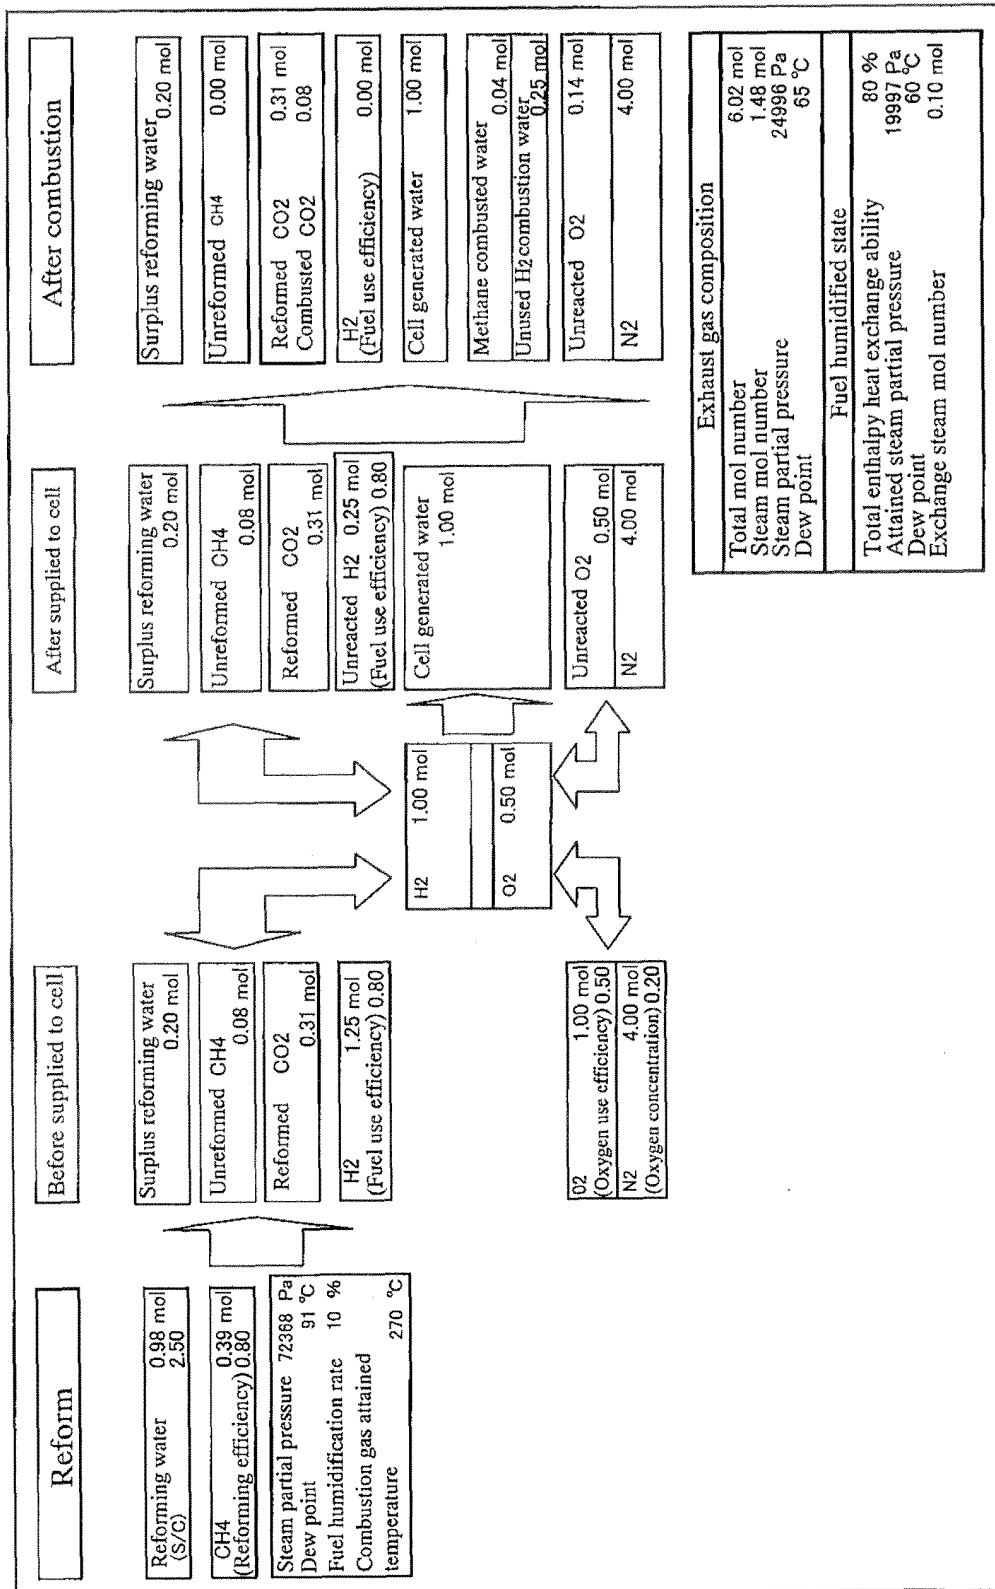 Reform
Reforming water 0.98 mol
(S/C) 2.50
CH4 0.39 mol
(Reforming efficiency) 0.80
Steam partial pressure 72368 Pa
Dew point 91 °C
Fuel humidification rate 10 %
Combustion gas attained
temperature 270 °C
Before supplied to cell
Surplus reforming water
0.20 mol
Unreformed CH4
0.08 mol
Reformed CO2
0.31 mol
H2 1.25 mol
(Fuel use efficiency) 0.80
O2 1.00 mol
(Oxygen use efficiency) 0.50
N2 4.00 mol
(Oxygen concentration) 0.20
H2 1.00 mol
O2 0.50 mol
After supplied to cell
Surplus reforming water
0.20 mol
Unreformed CH4
0.08 mol
Reformed CO2
0.31 mol
Unreacted H2 0.25 mol
(Fuel use efficiency) 0.80
Cell generated water
1.00 mol
Unreacted O2
0.50 mol
N2 4.00 mol
After combustion
Surplus reforming water
0.20 mol
Unreformed CH4 0.00 mol
Reformed CO2 0.31 mol
Combusted CO2 0.08
H2 0.00 mol
(Fuel use efficiency)
Cell generated water 1.00 mol
Methane combusted water
0.04 mol
Unused H2combustion water
0.25 mol
Unreacted O2 0.14 mol
N2 4.00 mol
Exhaust gas composition
Total mol number 6.02 mol
Steam mol number 1.48 mol
Steam partial pressure 24996 Pa
Dew point 65 °C
Fuel humidified state
Total enthalpy heat exchange ability 80 %
Attained steam partial pressure 19997 Pa
Dew point 60 °C
Exchange steam mol number 0.10 mol